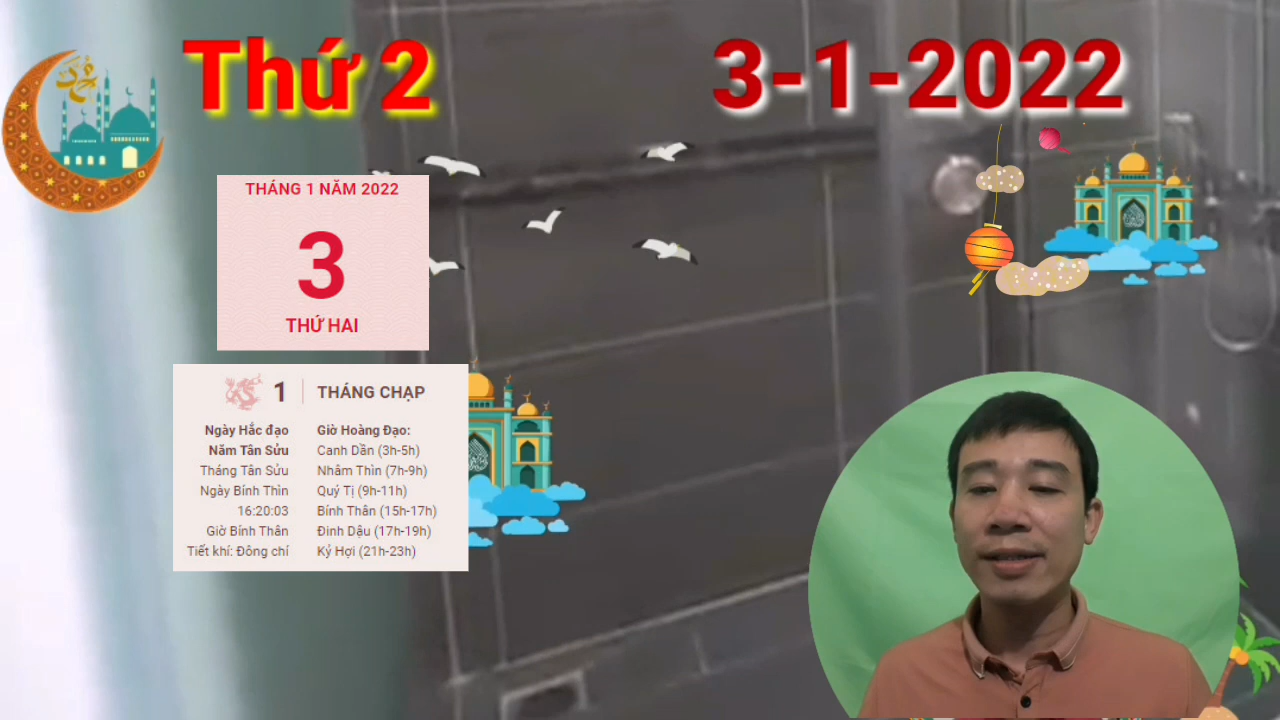 Thứ 2
3-1-2022
THÁNG 1 NĂM 2022
3
THỨ HAI
1
THÁNG CHẠP
Ngày Hắc đạo
Năm Tân Sửu
Tháng Tân Sửu
Ngày Bính Thìn
16:20:03
Giờ Bính Thân
Tiết khí: Đông chí
Giờ Hoàng Đạo:
Canh Dần (3h-5h)
Nhâm Thìn (7h-9h)
Quý Tị (9h-11h)
Bính Thân (15h-17h)
Đinh Dậu (17h-19h)
Kỷ Hợi (21h-23h)